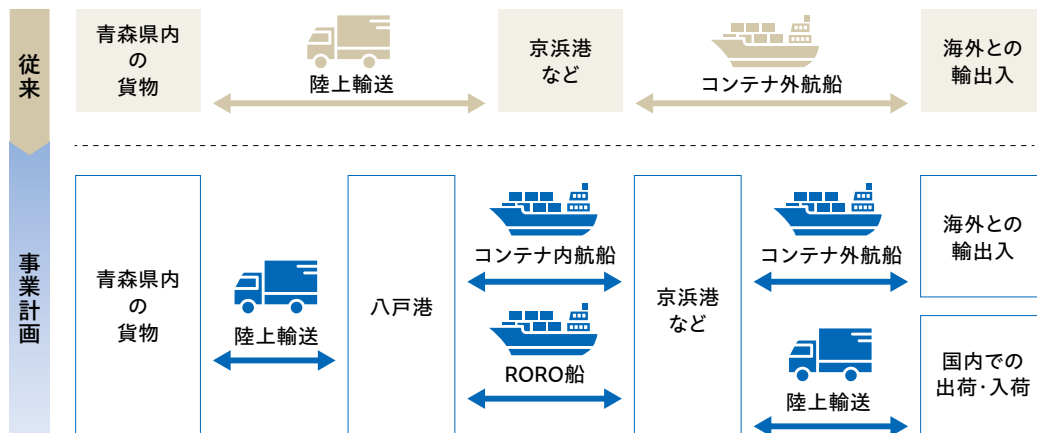 従来
青森県内
の
貨物
陸上輸送
京浜港
など
コンテナ外航船
海外との
輸出入
事業計画
青森県内
の
貨物
陸上輸送
八戸港
コンテナ内航船
RORO船
京浜港
など
コンテナ外航船
陸上輸送
海外との
輸出入
国内での
出荷・入荷